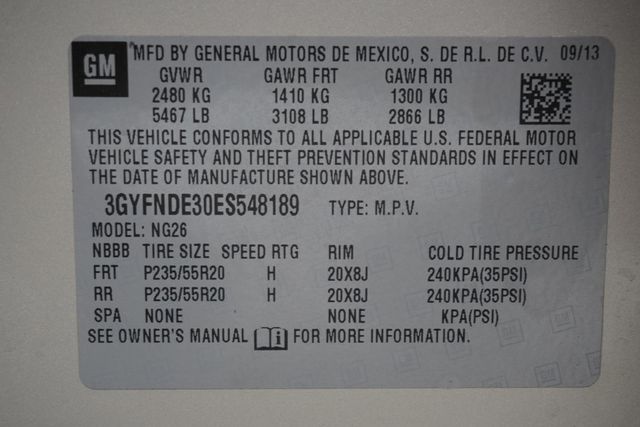 GM MFD BY GENERAL MOTORS DE MEXICO, S. DE R.L. DE C.V. 09/13
GVWR GAWR FRT GAWR RR
2480 KG 1410 KG 1300 KG
5467 LB 3108 LB 2866 LB
THIS VEHICLE CONFORMS TO ALL APPLICABLE U.S. FEDERAL MOTOR
VEHICLE SAFETY AND THEFT PREVENTION STANDARDS IN EFFECT ON
THE DATE OF MANUFACTURE SHOWN ABOVE.
3GYFNDE30ES548189 TYPE: M.P.V.
MODEL: NG26
NBBB TIRE SIZE SPEED RTG RIM COLD TIRE PRESSURE
FRT P235/55R20 H 20X8J 240KPA(35PSI)
RR P235/55R20 H 20X8J 240KPA(35PSI)
SPA NONE NONE KPA(PSI)
SEE OWNER'S MANUAL FOR MORE INFORMATION.